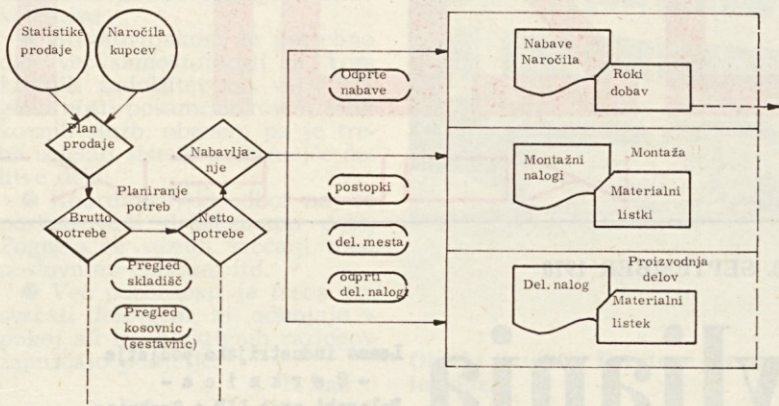 Statistike
prodaje
Naročila
kupcev
Plan
prodaje
Nabavlja-
nje
Planiranje
potreb
Brutto
potrebe
Netto
potrebe
Pregled
skladišč
Pregled
kosovnic
(sestavnic)
Odprte
nabave
postopki
del. mesta
odprti
del. nalogi
Nabave
Naročila
Roki
dobav
Montažni
nalogi
Montaža
Materialni
listki
Proizvodnja
delov
Del. nalog
Materialni
listek